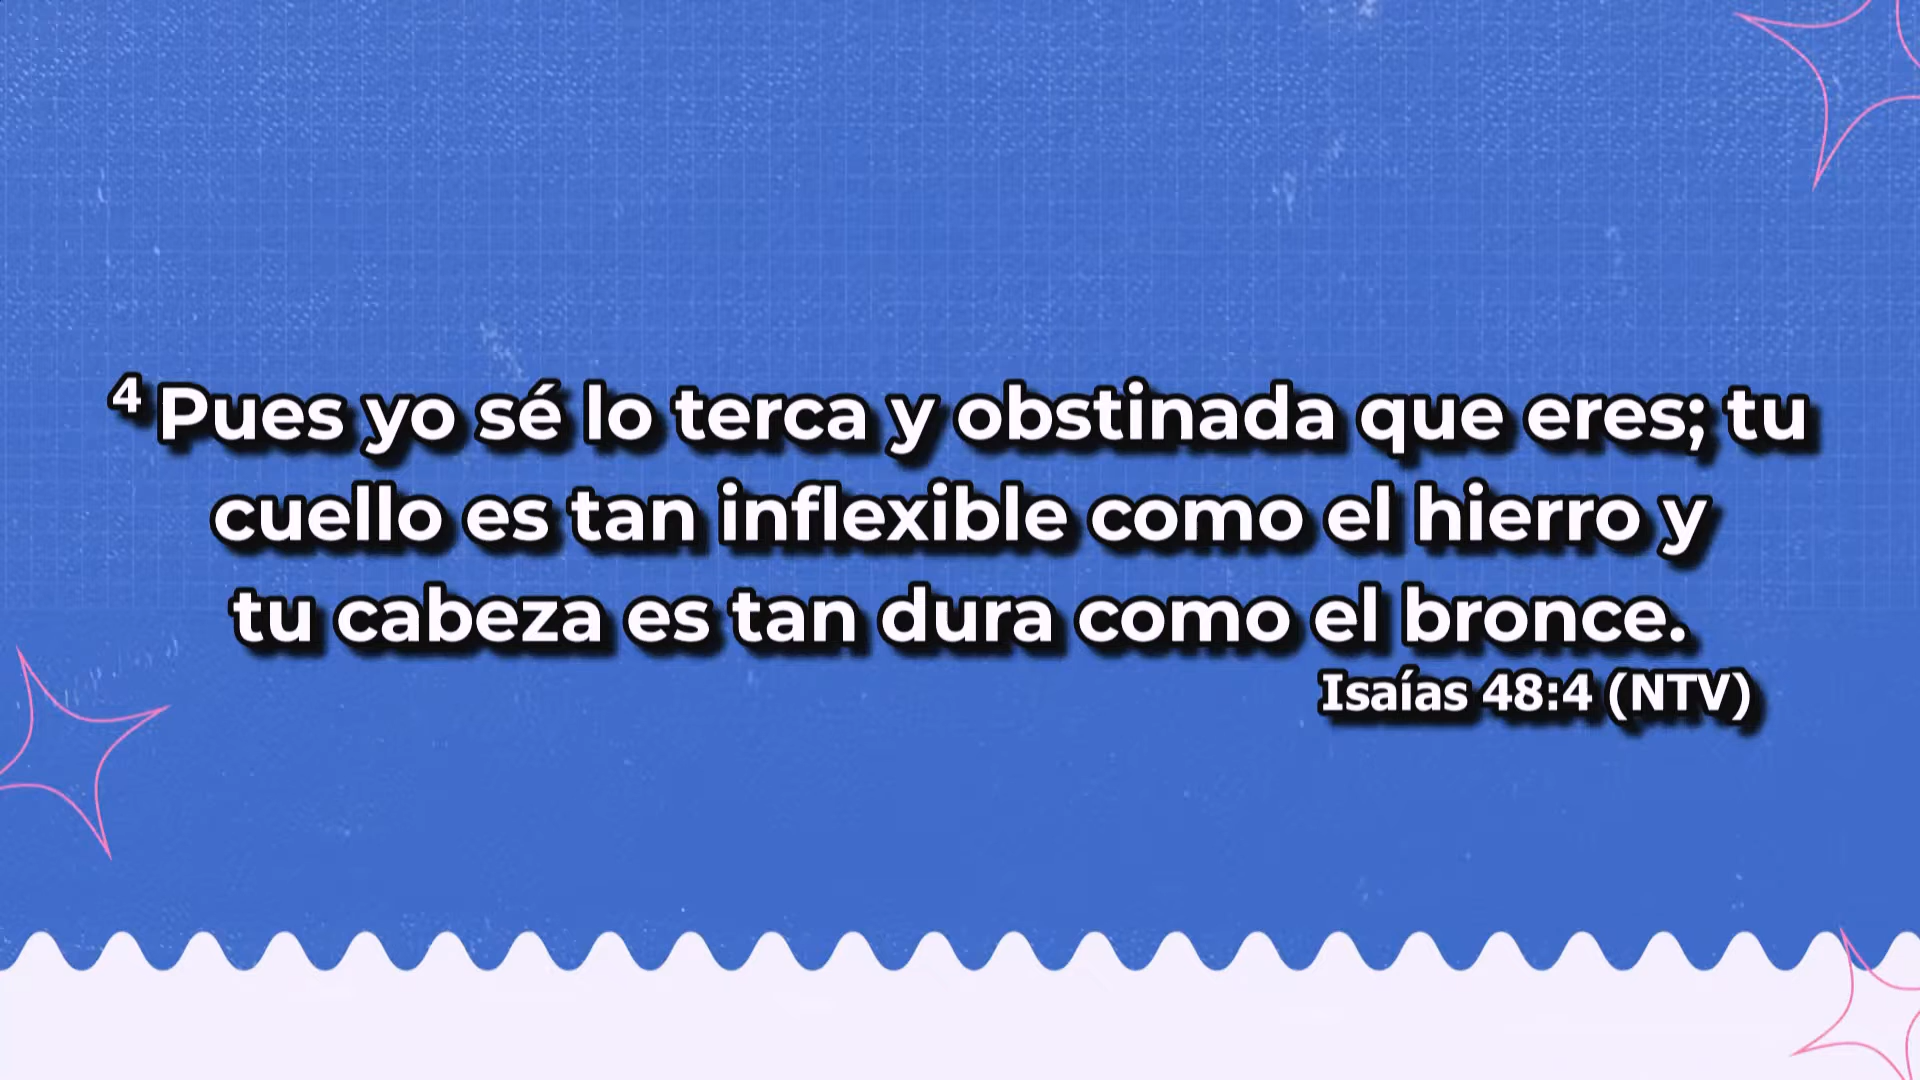 4 Pues yo sé lo terca y obstinada que eres; tu
cuello es tan inflexible como el hierro y
tu cabeza es tan dura como el bronce.
Isaías 48:4 (NTV)